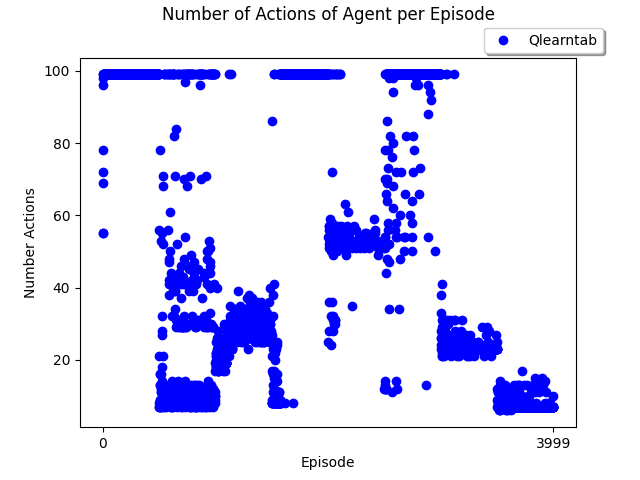 Number of Actions of Agent per Episode
Qlearntab
100
80
60
40
20
Number Actions
0
3999
Episode